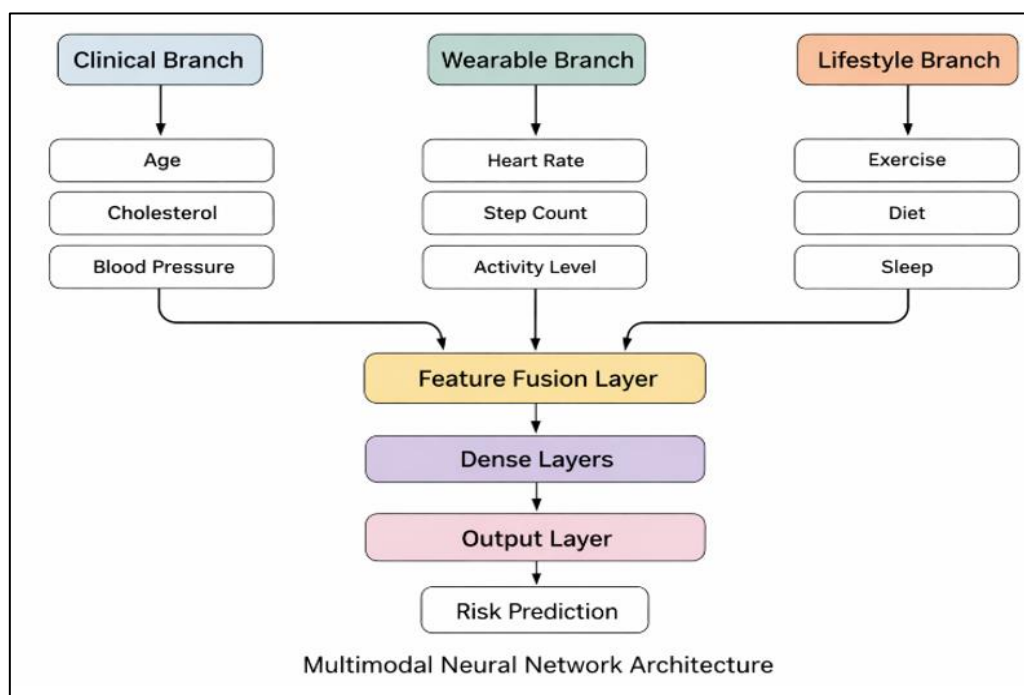 Clinical Branch
Wearable Branch
Lifestyle Branch
Age
Heart Rate
Exercise
Cholesterol
Step Count
Diet
Blood Pressure
Activity Level
Sleep
Feature Fusion Layer
Dense Layers
Output Layer
Risk Prediction
Multimodal Neural Network Architecture